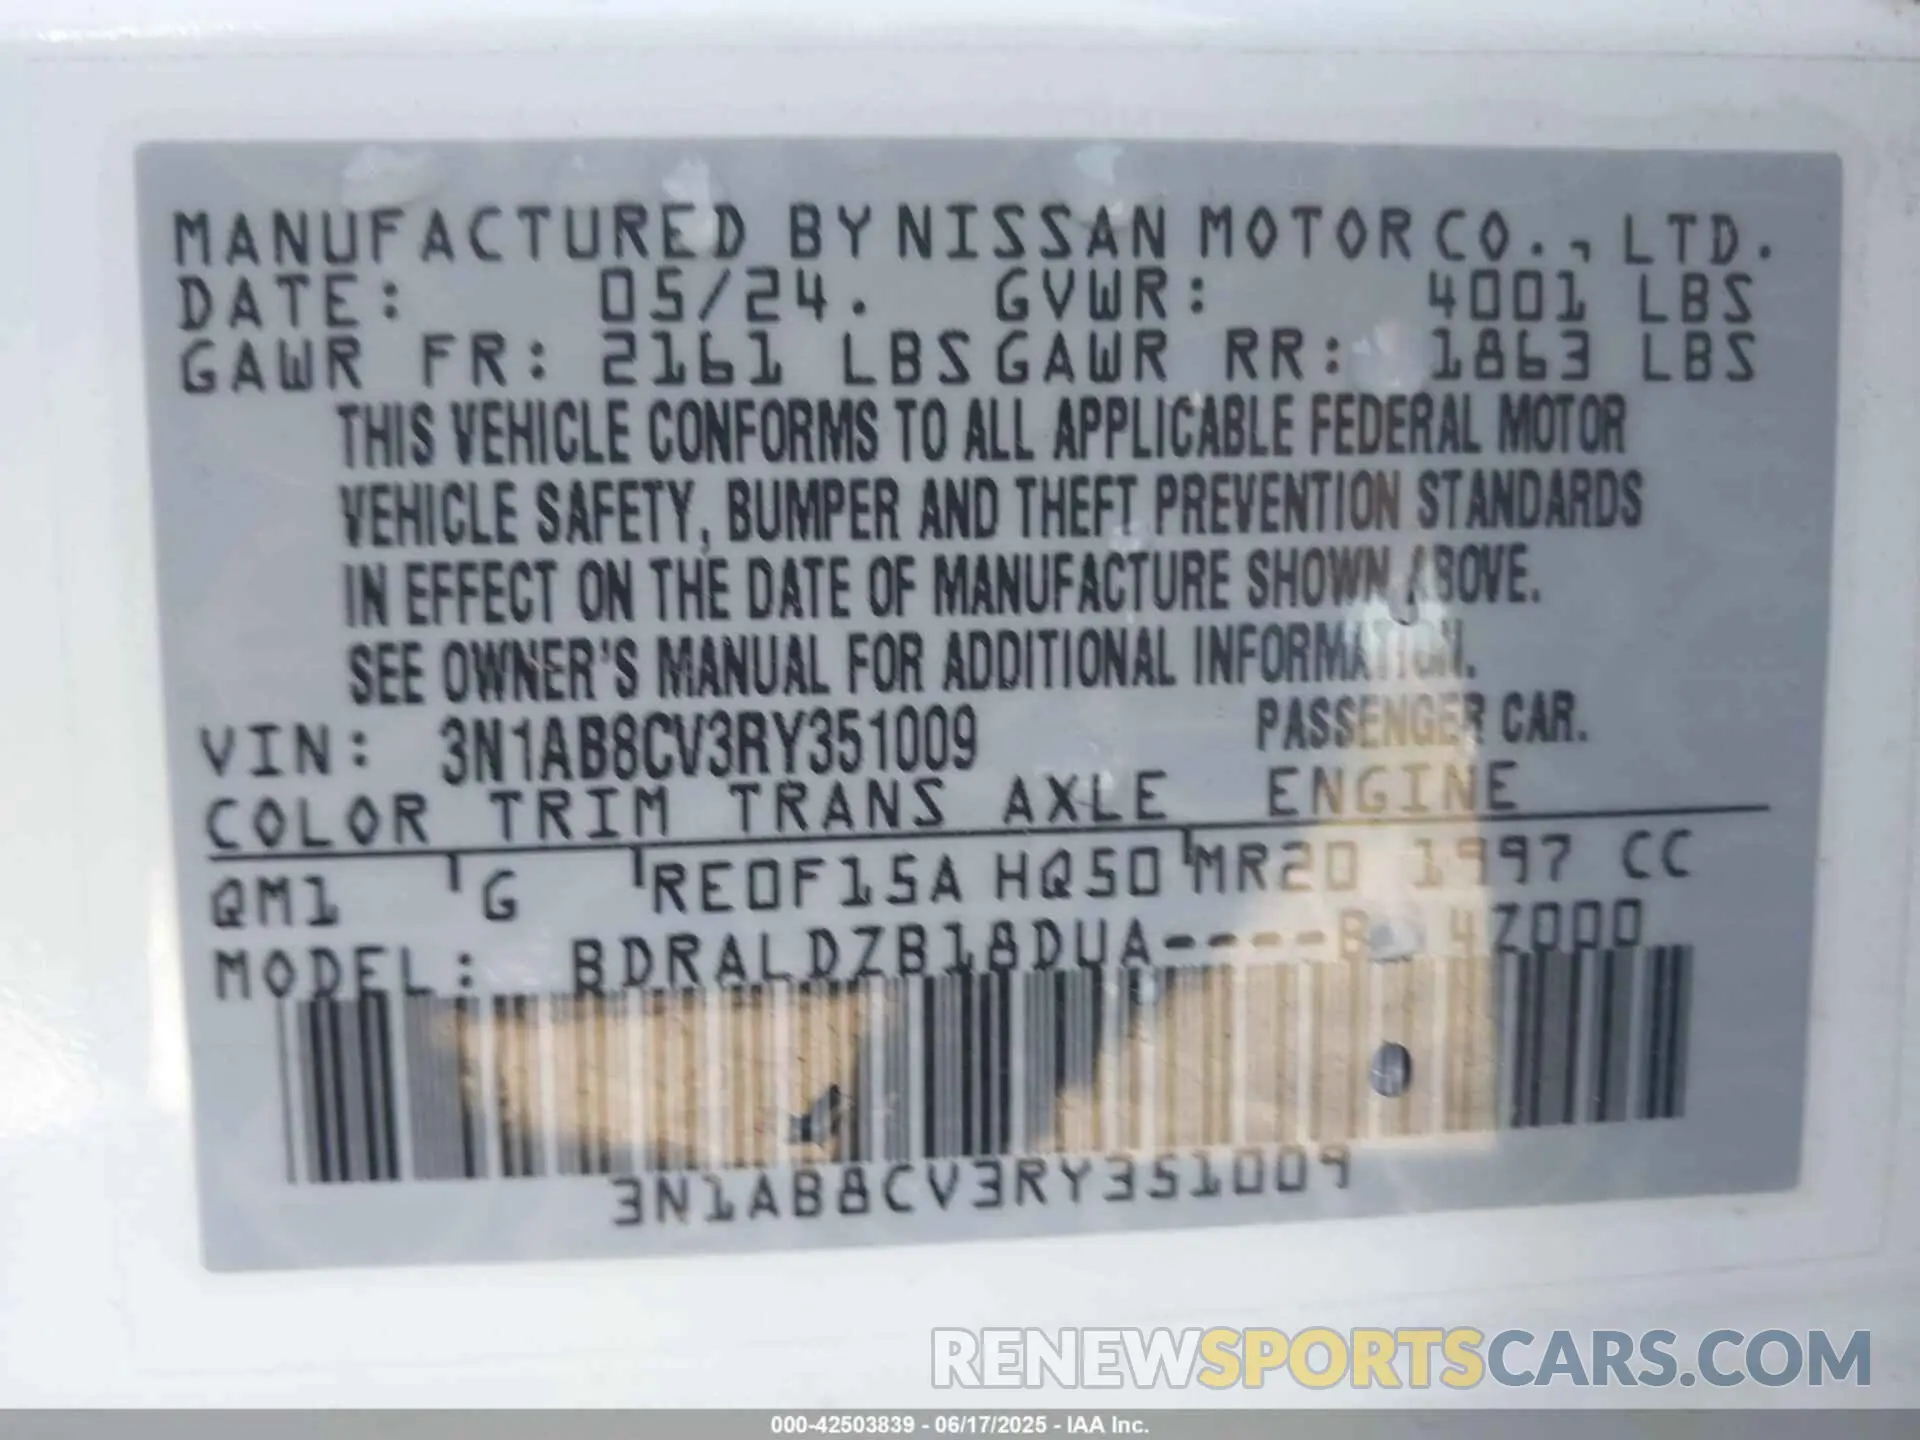 MANUFACTURED BY NISSAN MOTOR CO., LTD.
DATE: 05/24. GVWR: 4001 LBS
GAWR FR: 2161 LBS GAWR RR: 1863 LBS
THIS VEHICLE CONFORMS TO ALL APPLICABLE FEDERAL MOTOR
VEHICLE SAFETY, BUMPER AND THEFT PREVENTION STANDARDS
IN EFFECT ON THE DATE OF MANUFACTURE SHOWN ABOVE.
SEE OWNER'S MANUAL FOR ADDITIONAL INFORMATION.
VIN: 3N1AB8CV3RY351009 PASSENGER CAR.
COLOR TRIM TRANS AXLE ENGINE
QM1 G RE0F15A HQ50 MR20 1997 CC
MODEL: BDRALDZB18DUA----B 4Z000
3N1AB8CV3RY351009
RENEWSPORTSCARS.COM
000-42503839 - 06/17/2025 - IAA Inc.